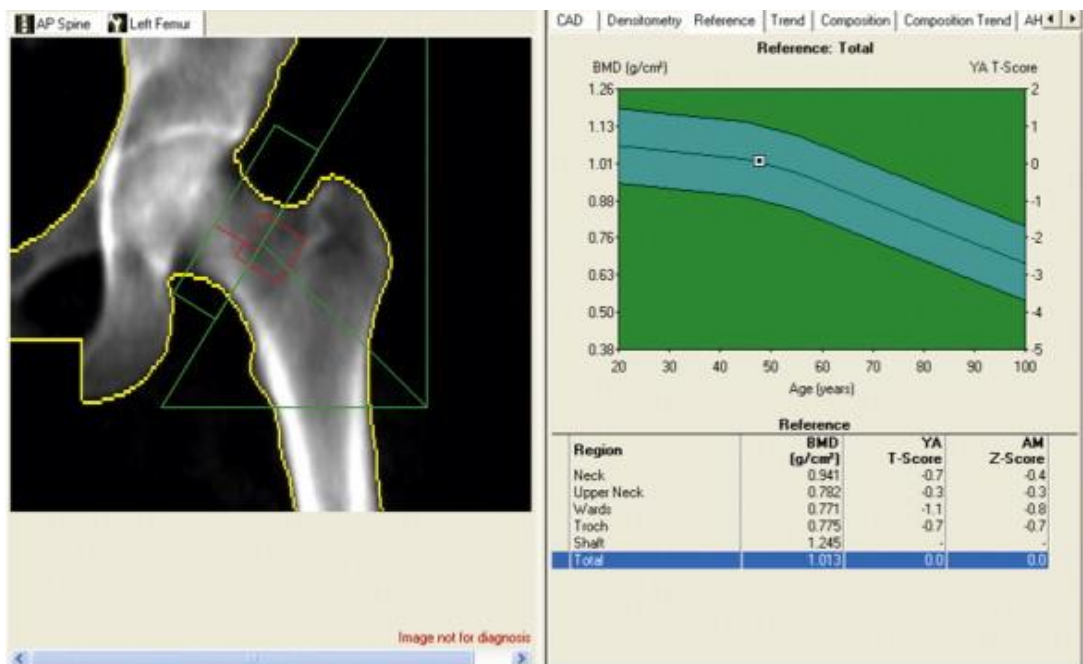 AP Spine Left Femur
Image not for diagnosis
CAD Densitometry Reference Trend Composition Composition Trend AH
Reference: Total
BMD (g/cm²) YA T-Score
1.26 2
1.13 1
1.01 0
0.88 -1
0.76 -2
0.63 -3
0.50 -4
0.38 -5
20 30 40 50 60 70 80 90 100
Age (years)
Reference
Region BMD (g/cm²) YA T-Score AM Z-Score
Neck 0.941 -0.7 -0.4
Upper Neck 0.782 -0.3 -0.3
Wards 0.771 -1.1 -0.8
Troch 0.775 -0.7 -0.7
Shaft 1.245 - -
Total 1.013 0.0 0.0